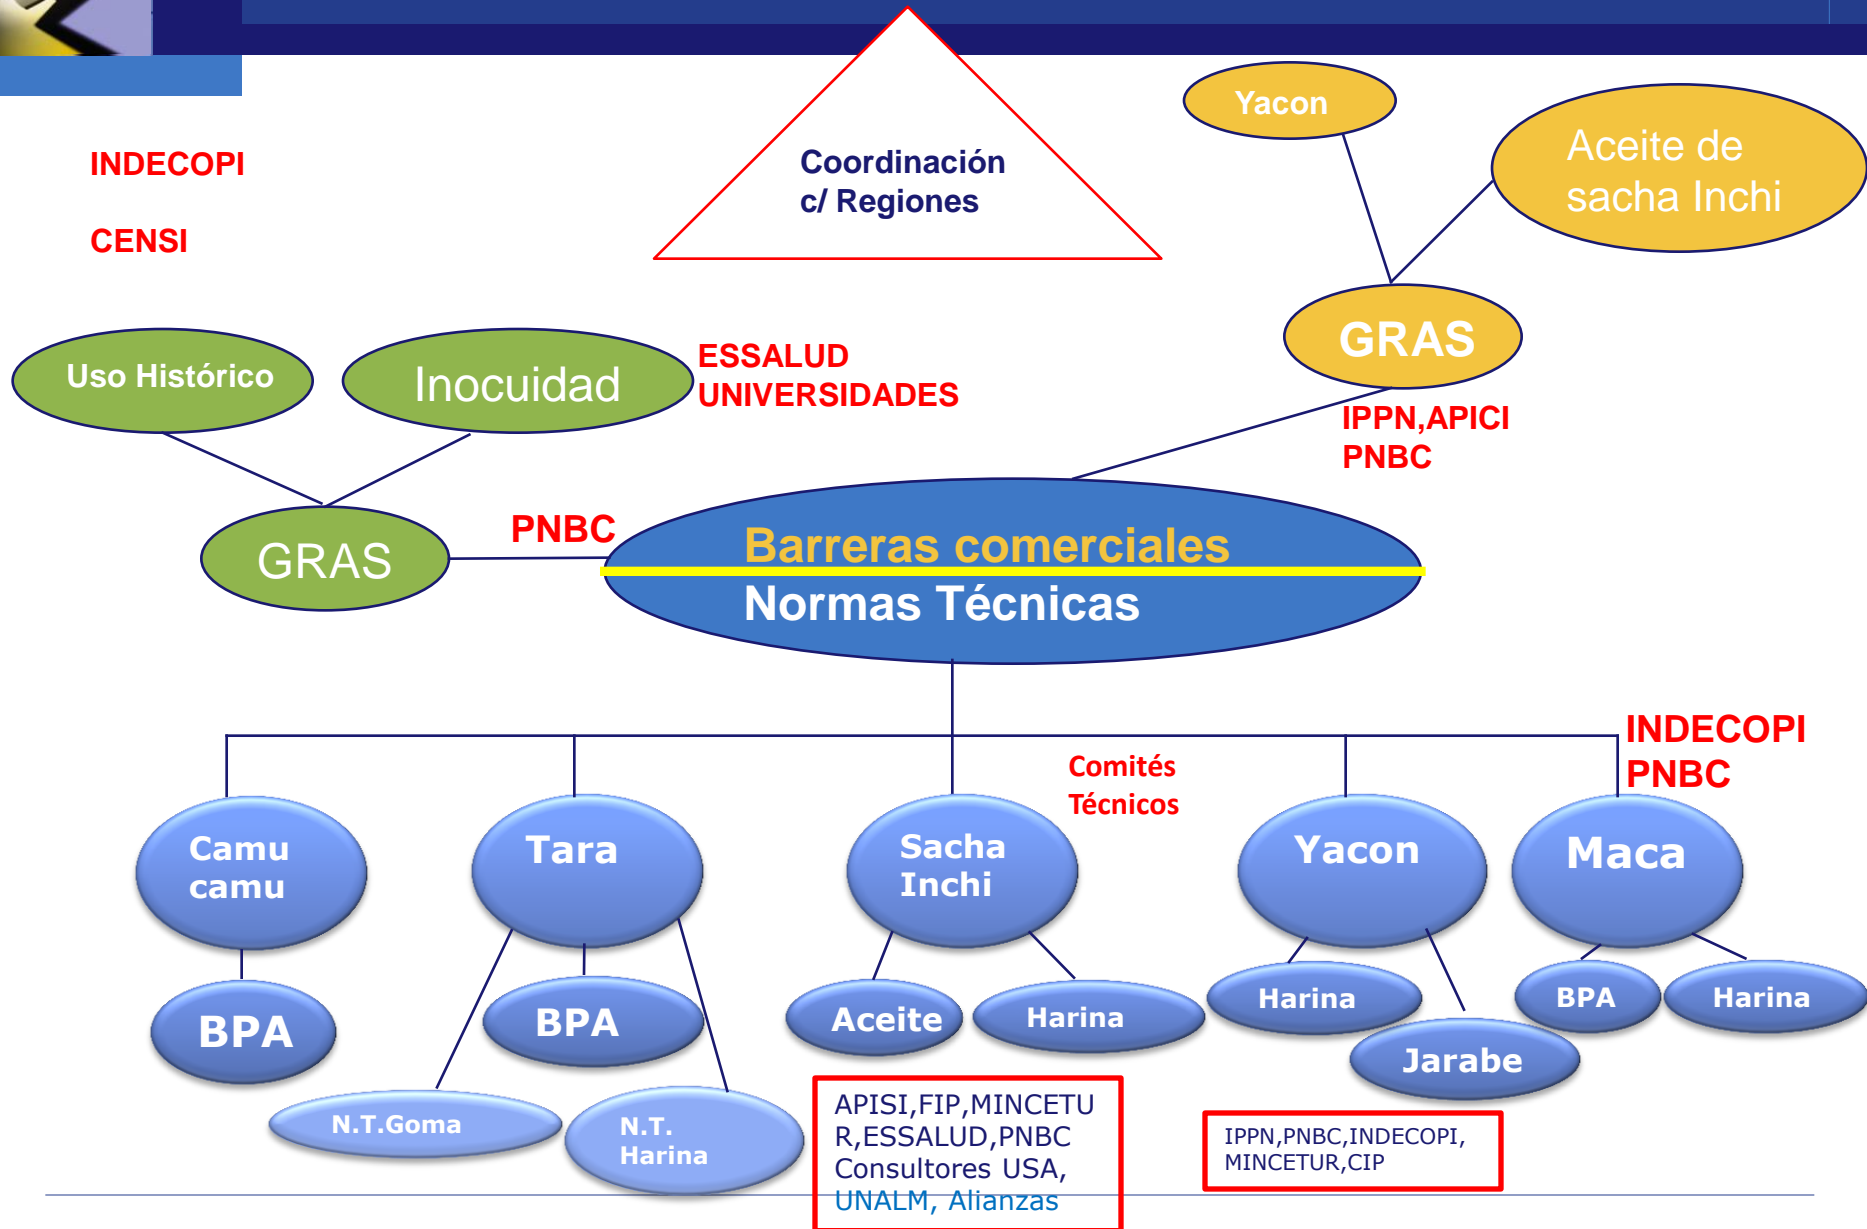 Yacon
Aceite de
sacha Inchi
Coordinación
c/ Regiones
INDECOPI
CENSI
GRAS
Uso Histórico
Inocuidad
ESSALUD
UNIVERSIDADES
IPPN,APICI
PNBC
PNBC
GRAS
Barreras comerciales
Normas Técnicas
INDECOPI
PNBC
Comités
Técnicos
Camu
camu
Tara
Sacha
Inchi
Yacon
Maca
BPA
BPA
Aceite
Harina
Harina
Jarabe
BPA
Harina
N.T.Goma
N.T.
Harina
APISI,FIP,MINCETU
R,ESSALUD,PNBC
Consultores USA,
UNALM, Alianzas
IPPN,PNBC,INDECOPI,
MINCETUR,CIP